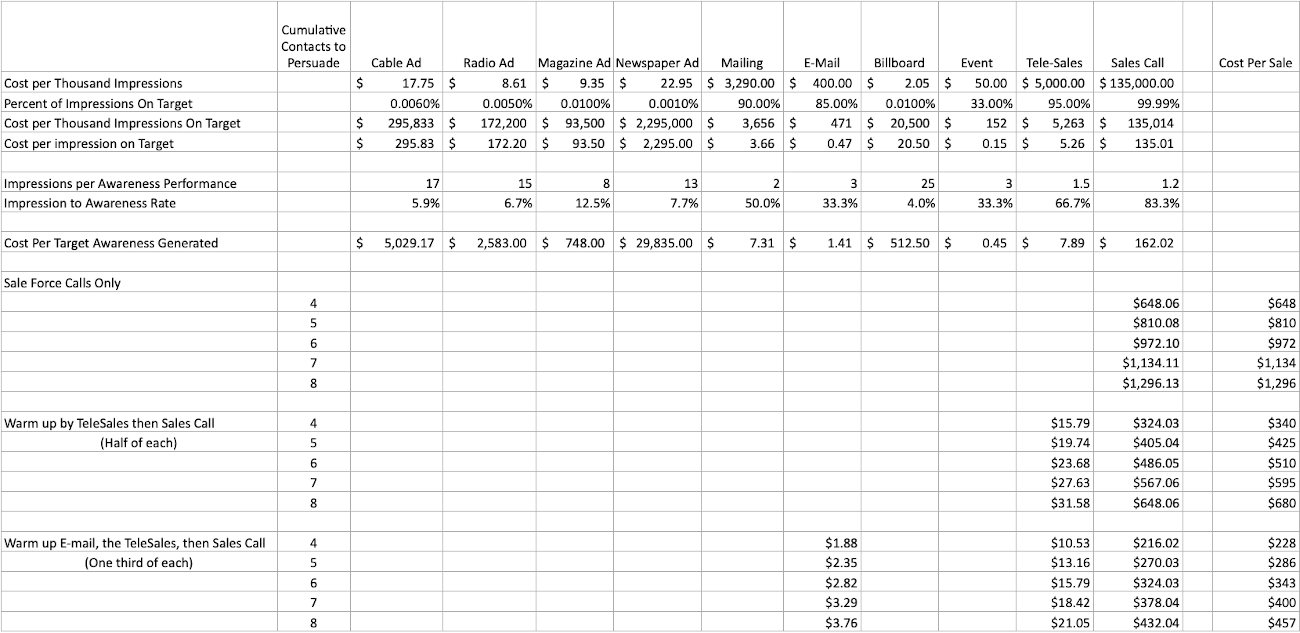 Cumulative
Contacts to
Persuade Cable Ad Radio Ad Magazine Ad Newspaper Ad Mailing E-Mail Billboard Event Tele-Sales Sales Call Cost Per Sale
Cost per Thousand Impressions $ 17.75 $ 8.61 $ 9.35 $ 22.95 $ 3,290.00 $ 400.00 $ 2.05 $ 50.00 $ 5,000.00 $ 135,000.00
Percent of Impressions On Target 0.0060% 0.0050% 0.0100% 0.0010% 90.00% 85.00% 0.0100% 33.00% 95.00% 99.99%
Cost per Thousand Impressions On Target $ 295,833 $ 172,200 $ 93,500 $ 2,295,000 $ 3,656 $ 471 $ 20,500 $ 152 $ 5,263 $ 135,014
Cost per impression on Target $ 295.83 $ 172.20 $ 93.50 $ 2,295.00 $ 3.66 $ 0.47 $ 20.50 $ 0.15 $ 5.26 $ 135.01
Impressions per Awareness Performance 17 15 8 13 2 3 25 3 1.5 1.2
Impression to Awareness Rate 5.9% 6.7% 12.5% 7.7% 50.0% 33.3% 4.0% 33.3% 66.7% 83.3%
Cost Per Target Awareness Generated $ 5,029.17 $ 2,583.00 $ 748.00 $ 29,835.00 $ 7.31 $ 1.41 $ 512.50 $ 0.45 $ 7.89 $ 162.02
Sale Force Calls Only
4 $648.06 $648
5 $810.08 $810
6 $972.10 $972
7 $1,134.11 $1,134
8 $1,296.13 $1,296
Warm up by TeleSales then Sales Call 4 $15.79 $324.03 $340
(Half of each) 5 $19.74 $405.04 $425
6 $23.68 $486.05 $510
7 $27.63 $567.06 $595
8 $31.58 $648.06 $680
Warm up E-mail, the TeleSales, then Sales Call 4 $1.88 $10.53 $216.02 $228
(One third of each) 5 $2.35 $13.16 $270.03 $286
6 $2.82 $15.79 $324.03 $343
7 $3.29 $18.42 $378.04 $400
8 $3.76 $21.05 $432.04 $457